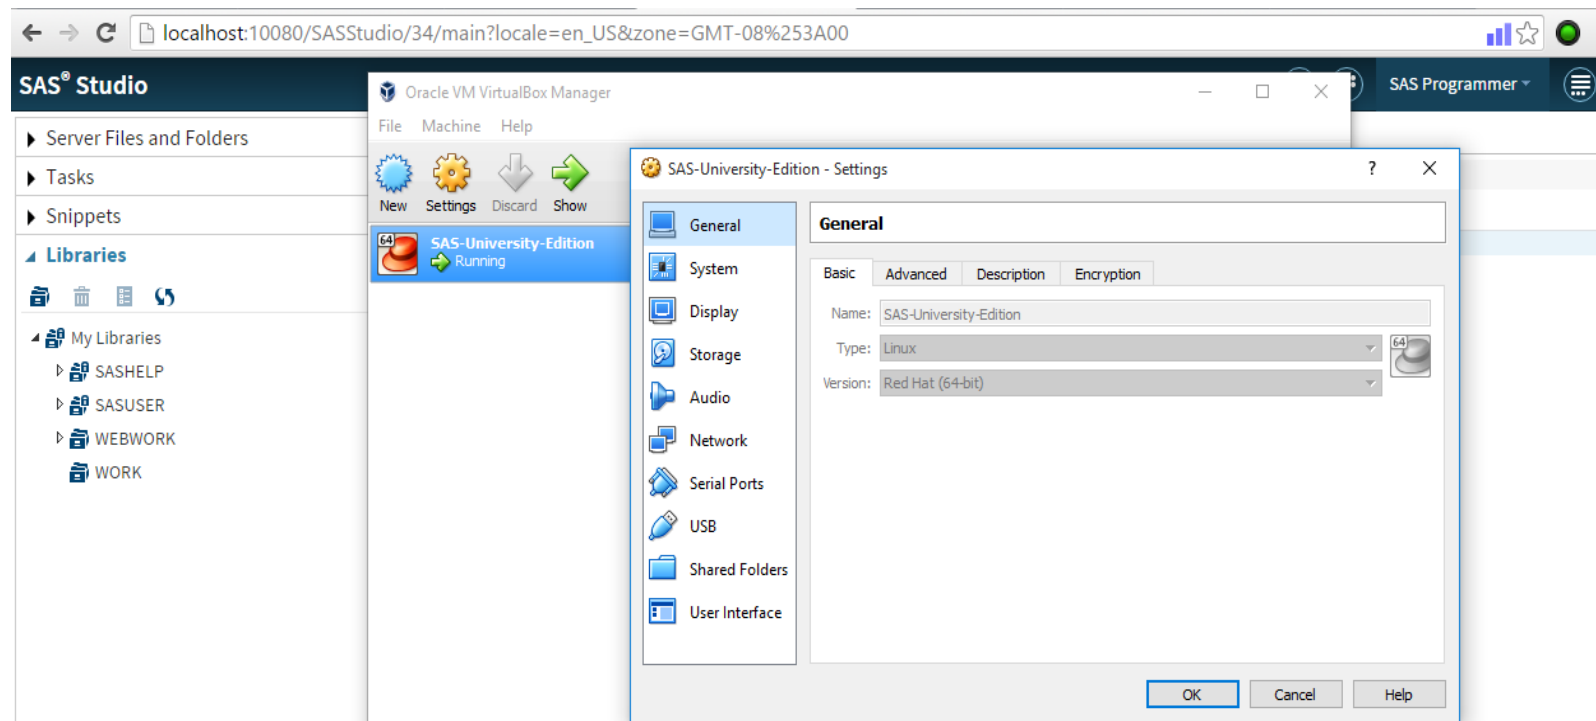 localhost:10080/SASStudio/34/main?locale=en_US&zone=GMT-08%253A00
SAS® Studio
SAS Programmer
Server Files and Folders
Tasks
Snippets
Libraries
My Libraries
SASHELP
SASUSER
WEBWORK
WORK
Oracle VM VirtualBox Manager
File Machine Help
New Settings Discard Show
64
SAS-University-Edition
Running
SAS-University-Edition - Settings
?
General
System
Display
Storage
Audio
Network
Serial Ports
USB
Shared Folders
User Interface
General
Basic Advanced Description Encryption
Name: SAS-University-Edition
Type: Linux
64
Version: Red Hat (64-bit)
OK Cancel Help